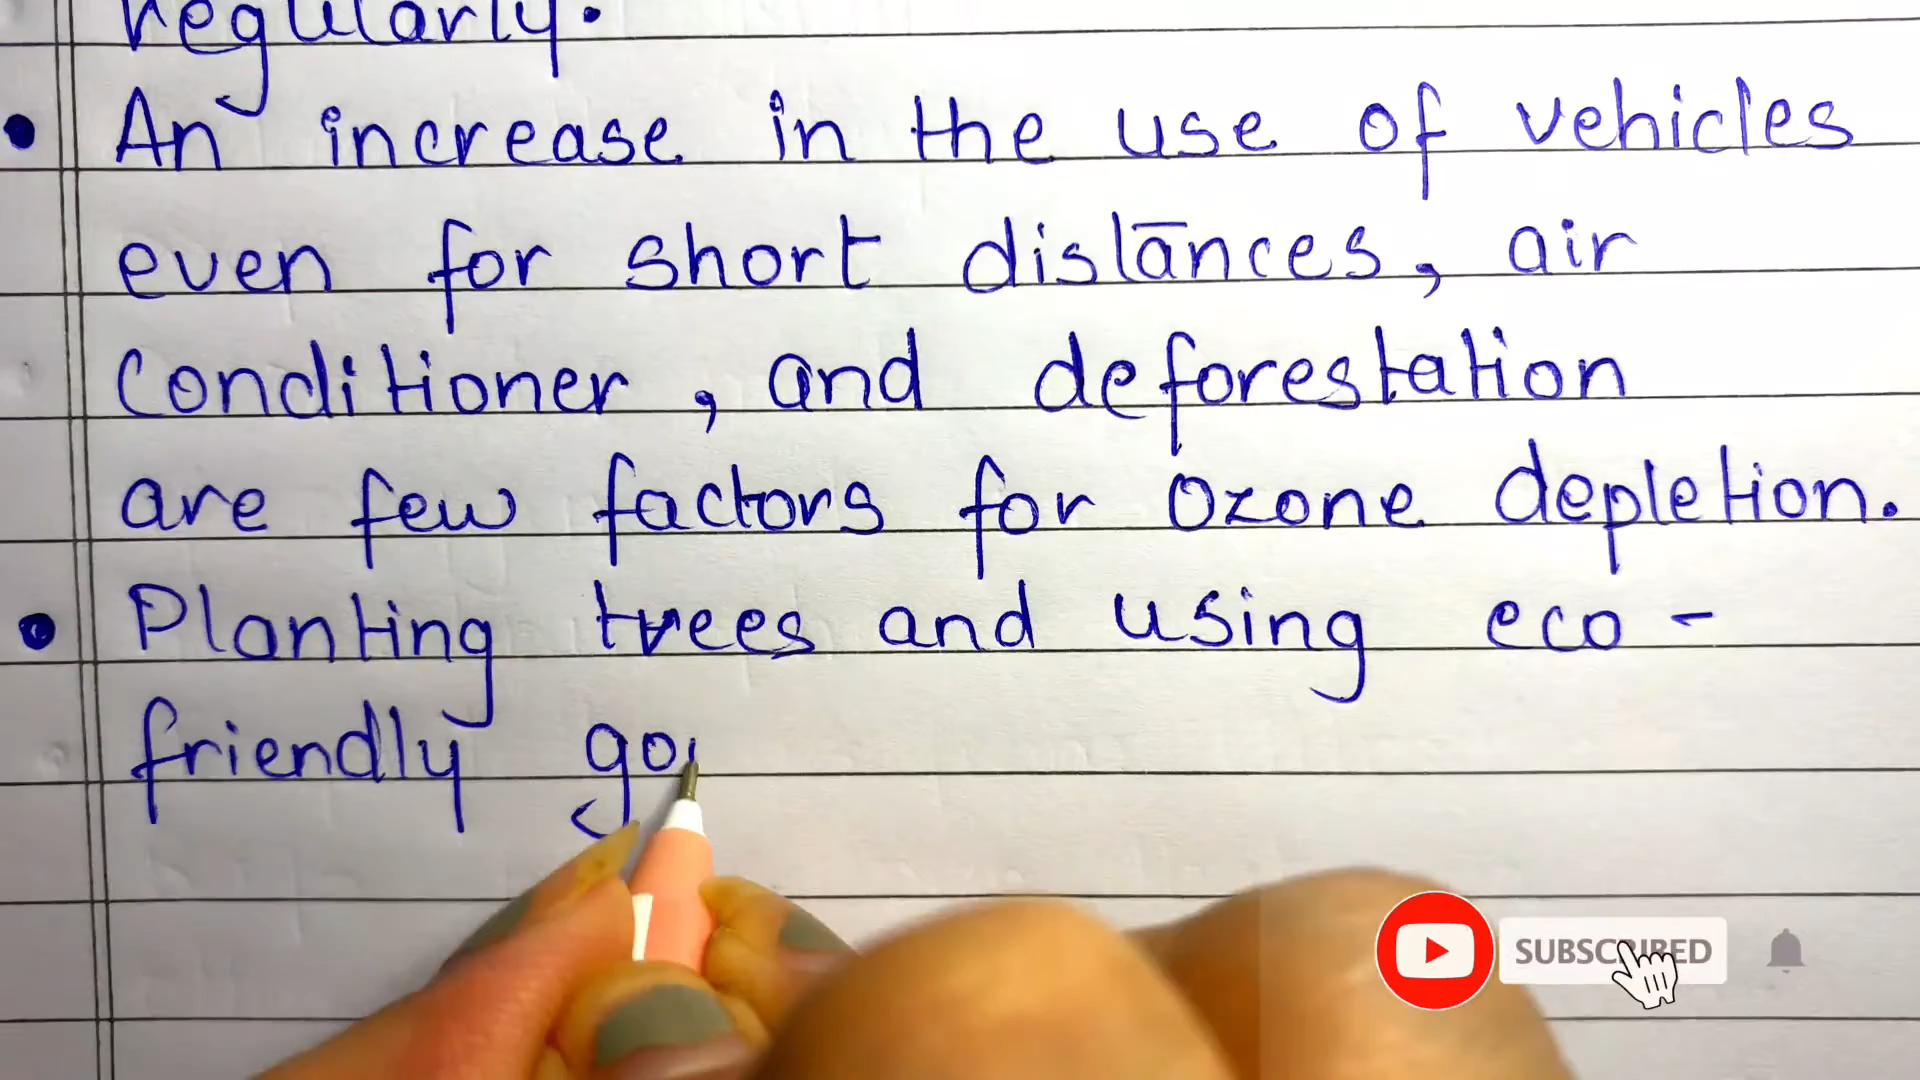 regularly.
• An increase in the use of vehicles
even for short distances, air
conditioner, and deforestation
are few factors for ozone depletion.
• Planting trees and using eco-
friendly
SUBSCRIBED